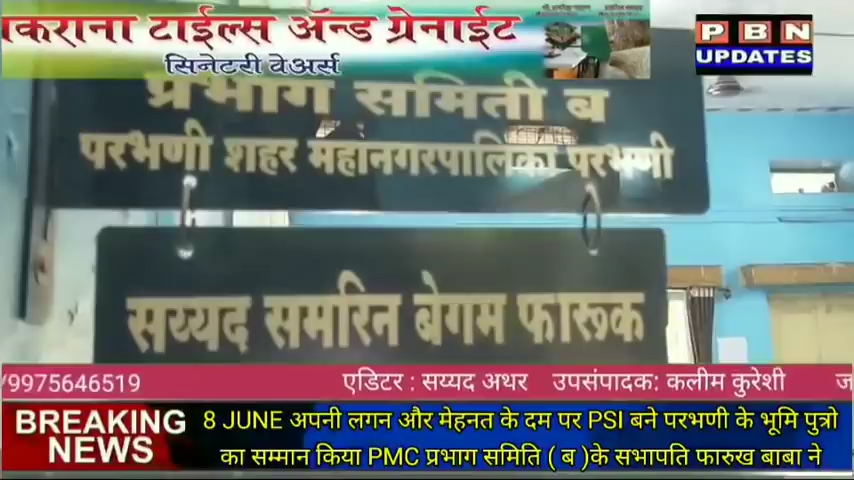 मकराना टाईल्स ॲन्ड ग्रेनाईट
सिनेटरी वेअर्स
PBN
UPDATES
प्रभाग समिती ब
परभणी शहर महानगरपालिका परभणी
सय्यद समरिन बेगम फारूक
/9975646519 एडिटर : सय्यद अथर उपसंपादक: कलीम कुरेशी
BREAKING NEWS
8 JUNE अपनी लगन और मेहनत के दम पर PSI बने परभणी के भूमि पुत्रो
का सम्मान किया PMC प्रभाग समिति ( ब )के सभापति फारुख बाबा ने